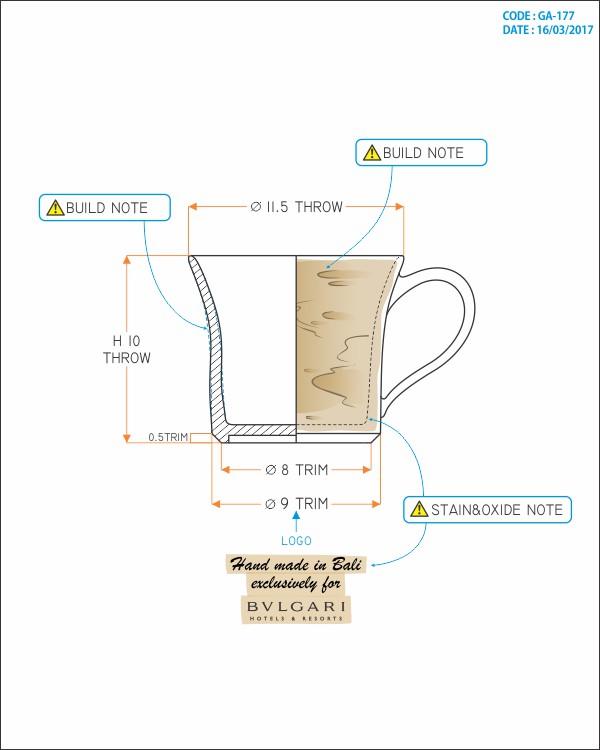 CODE : GA-177
DATE : 16/03/2017
BUILD NOTE
BUILD NOTE
Ø 11.5 THROW
H 10
THROW
0.5TRIM
Ø 8 TRIM
Ø 9 TRIM
STAIN&OXIDE NOTE
LOGO
Hand made in Bali
exclusively for
BVLGARI
HOTELS & RESORTS